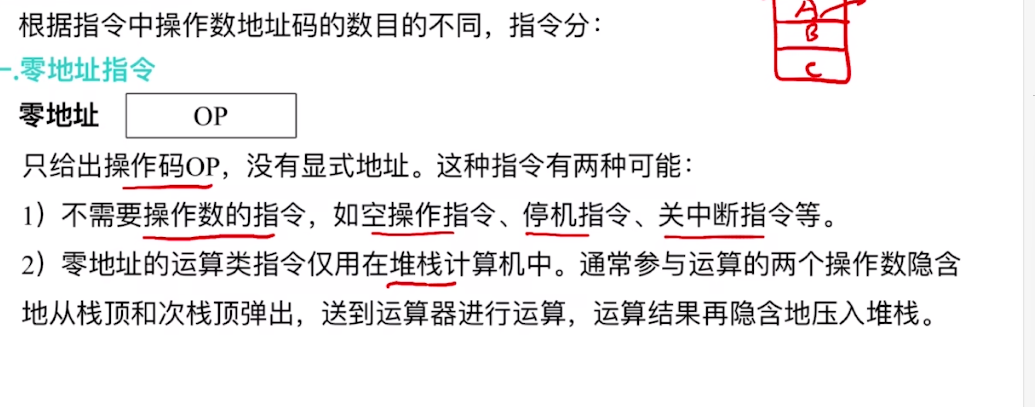 根据指令中操作数地址码的数目的不同，指令分：
A
B
C
一.零地址指令
零地址 OP
只给出操作码OP，没有显式地址。这种指令有两种可能：
1）不需要操作数的指令，如空操作指令、停机指令、关中断指令等。
2）零地址的运算类指令仅用在堆栈计算机中。通常参与运算的两个操作数隐含
地从栈顶和次栈顶弹出，送到运算器进行运算，运算结果再隐含地压入堆栈。